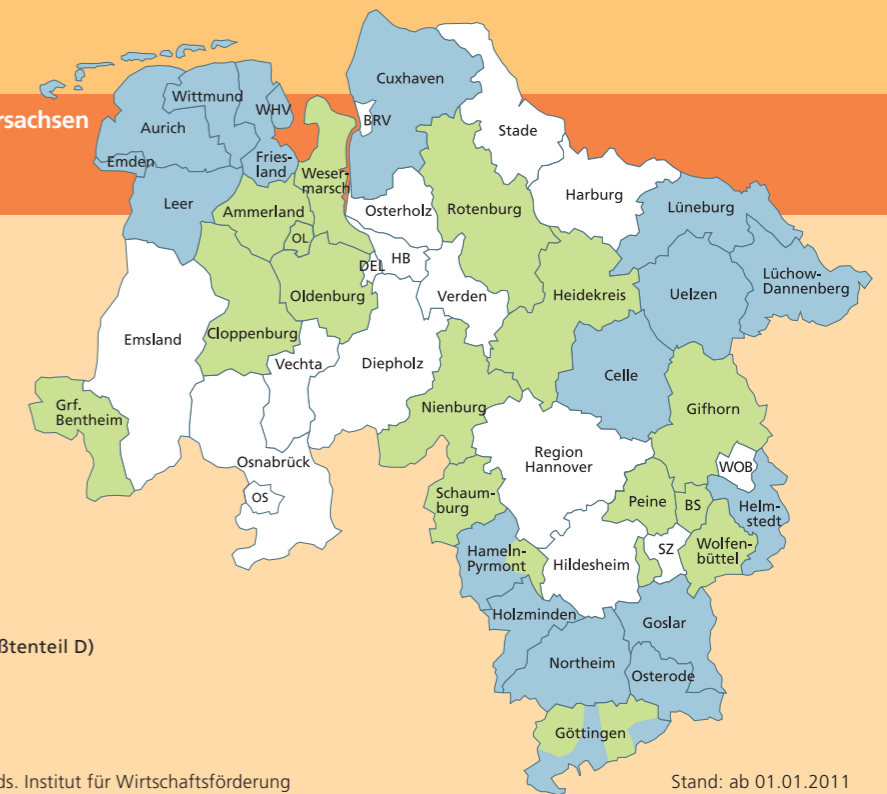 rsachsen
Cuxhaven
Wittmund
WHV
BRV
Aurich
Stade
Emden
Fries-
land
Weser-
marsch
Harburg
Leer
Ammerland
Osterholz
Rotenburg
Lüneburg
OL
DEL
HB
Lüchow-
Dannenberg
Oldenburg
Verden
Heidekreis
Uelzen
Emsland
Cloppenburg
Vechta
Diepholz
Celle
Grf.
Bentheim
Nienburg
Gifhorn
Region
Hannover
Osnabrück
WOB
OS
Schaum-
burg
Peine
BS
Helm-
stedt
Hameln-
Pyrmont
Hildesheim
SZ
Wolfen-
büttel
Holzminden
Goslar
ßtenteil D)
Northeim
Osterode
Göttingen
ds. Institut für Wirtschaftsförderung
Stand: ab 01.01.2011